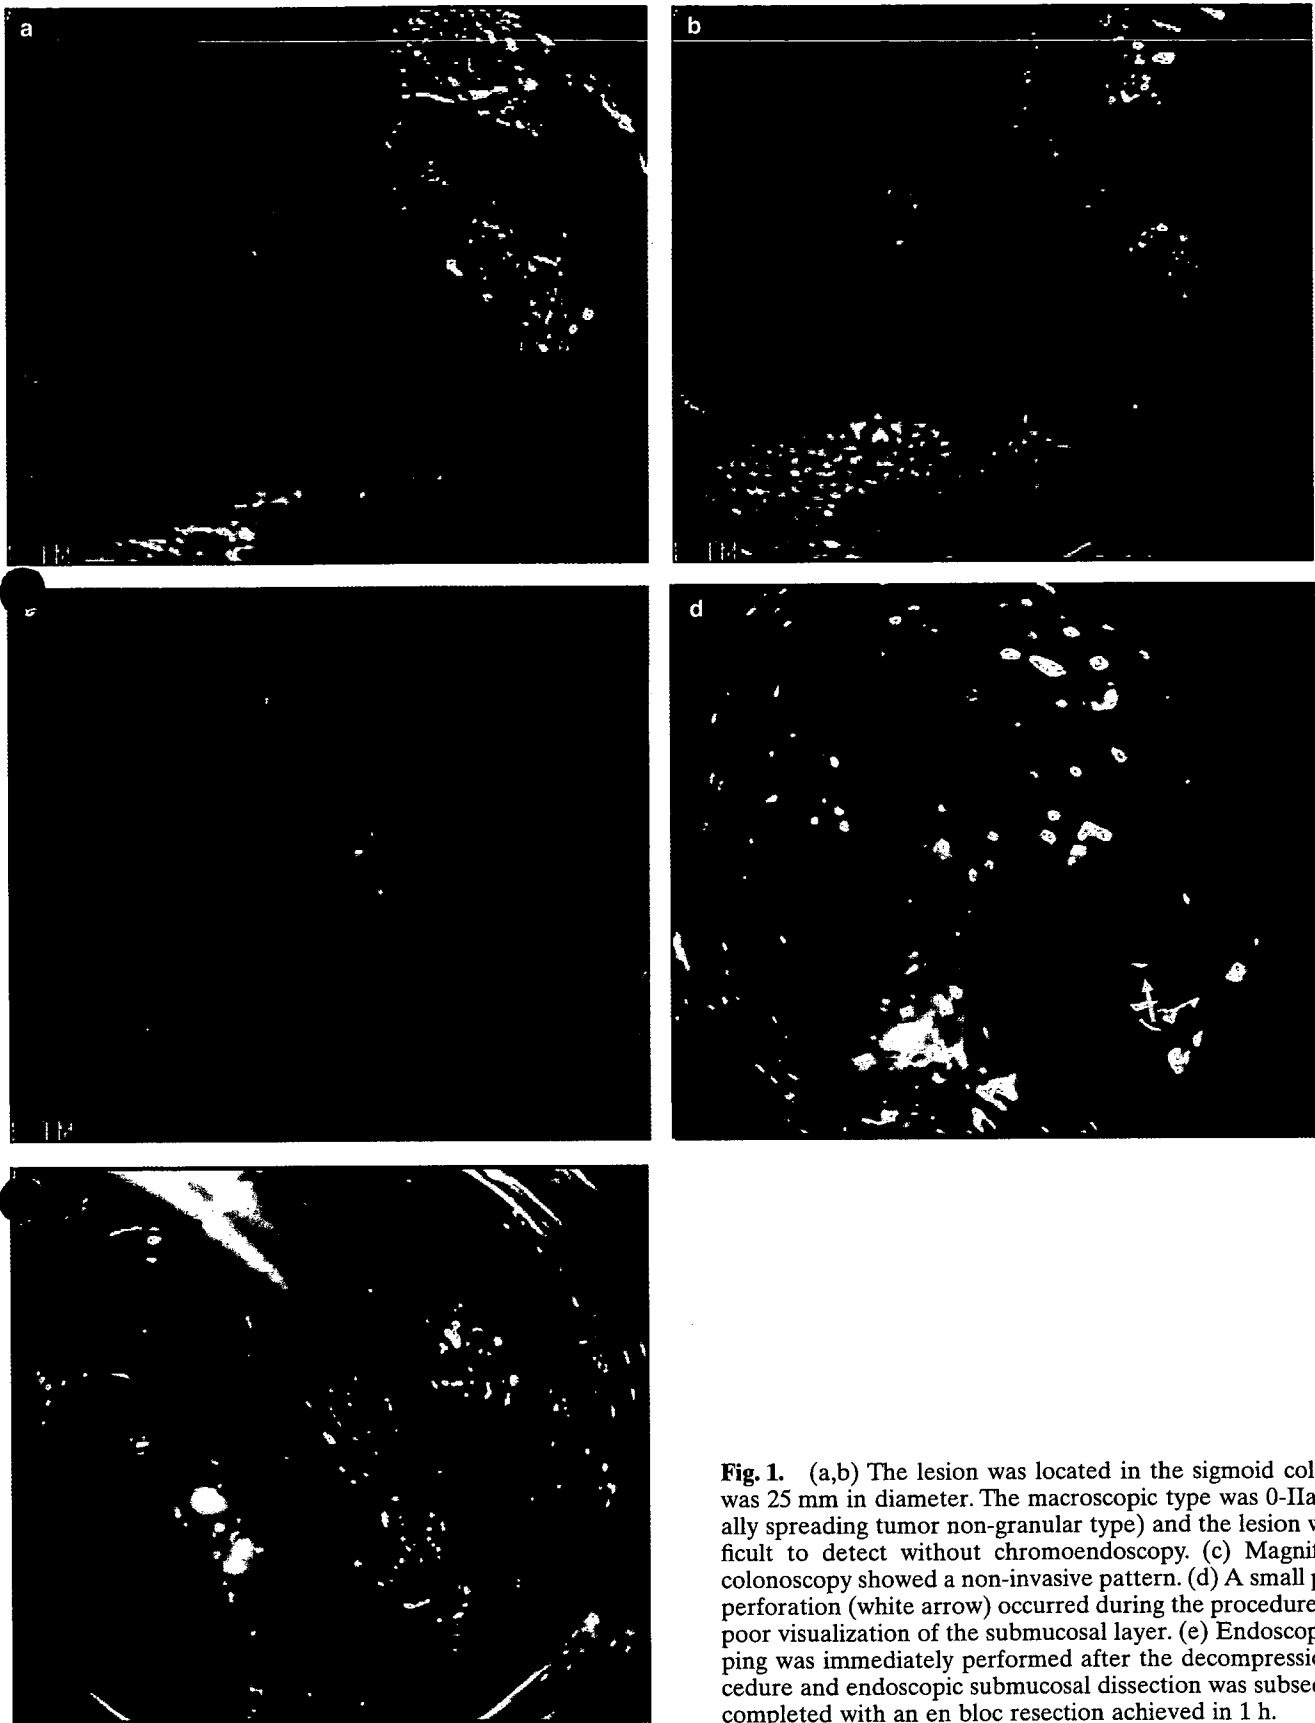 a
b
d
Fig. 1. (a,b) The lesion was located in the sigmoid col
was 25 mm in diameter. The macroscopic type was 0-IIa
ally spreading tumor non-granular type) and the lesion
ficult to detect without chromoendoscopy. (c) Magnif
colonoscopy showed a non-invasive pattern. (d) A small
perforation (white arrow) occurred during the procedure
poor visualization of the submucosal layer. (e) Endoscop
ping was immediately performed after the decompressi
cedure and endoscopic submucosal dissection was subse
completed with an en bloc resection achieved in 1 h.